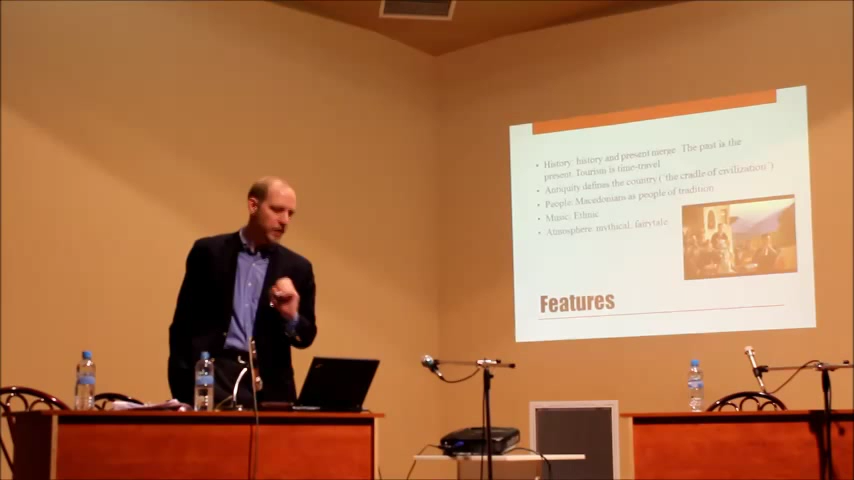 • History: history and present merge. The past is the
present. Tourism is time-travel
• Antiquity defines the country (‘the cradle of civilization’)
• People: Macedonians as people of tradition
• Music: Ethnic
• Atmosphere: mythical, fairytale
Features